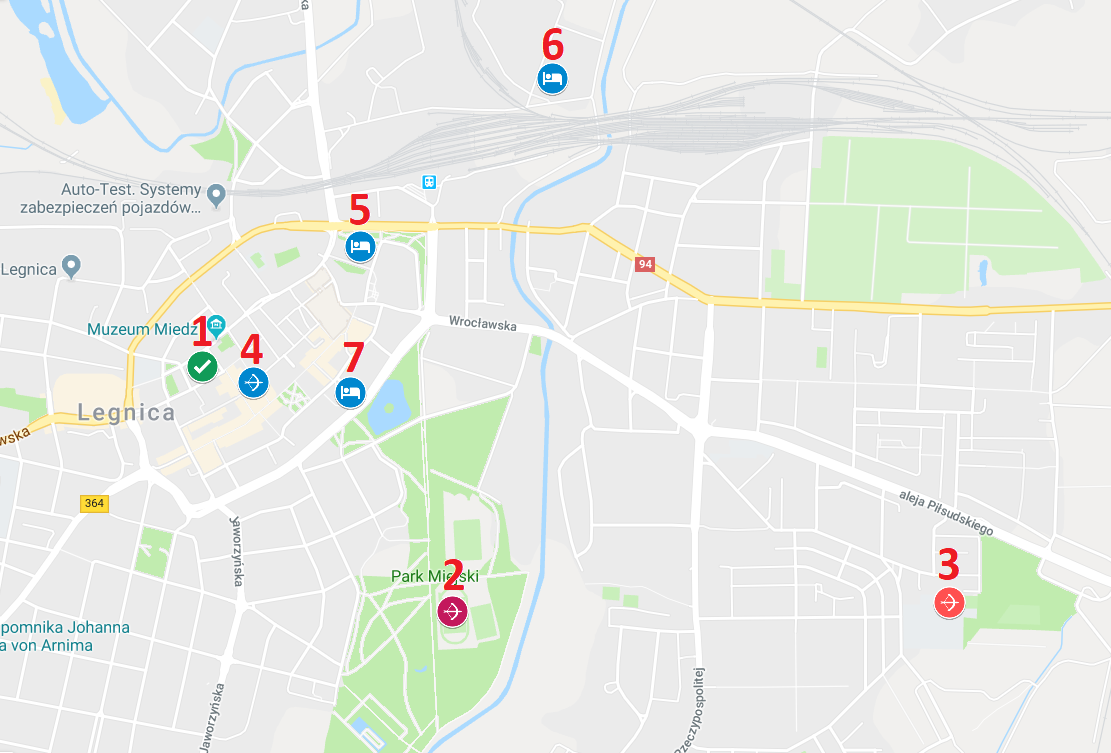 ka
6
Auto-Test. Systemy
zabezpieczeń pojazdów...
5
94
Legnica
Muzeum Miedz
1
4
Wrocławska
7
Legnica
wska
364
aleja Piłsudskiego
Jaworzyńska
Park Miejski
2
3
pomnika Johanna
a von Arnima
Jaworzyńska
Rzeczypospolitej